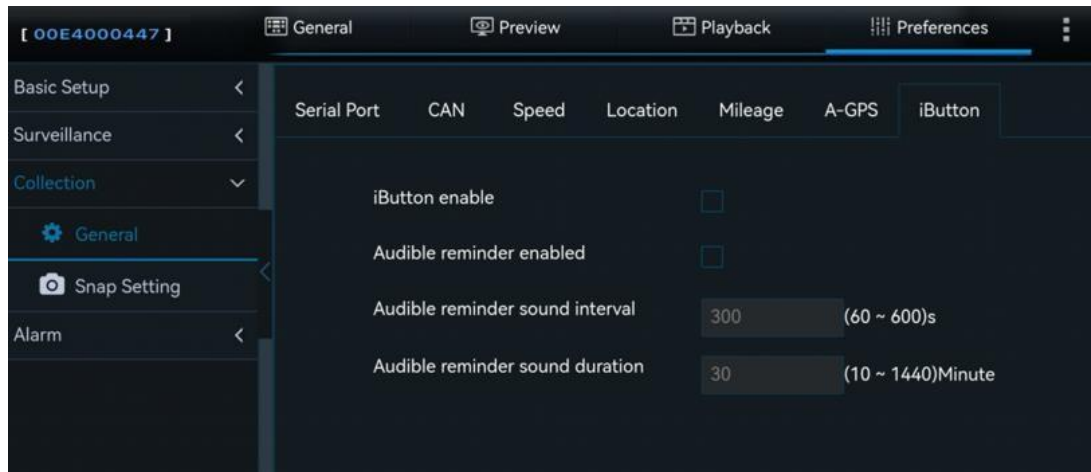 [ 00E4000447 ]
General
Preview
Playback
Preferences
Basic Setup
Surveillance
Collection
General
Snap Setting
Alarm
Serial Port
CAN
Speed
Location
Mileage
A-GPS
iButton
iButton enable
Audible reminder enabled
Audible reminder sound interval 300 (60 ~ 600)s
Audible reminder sound duration 30 (10 ~ 1440)Minute